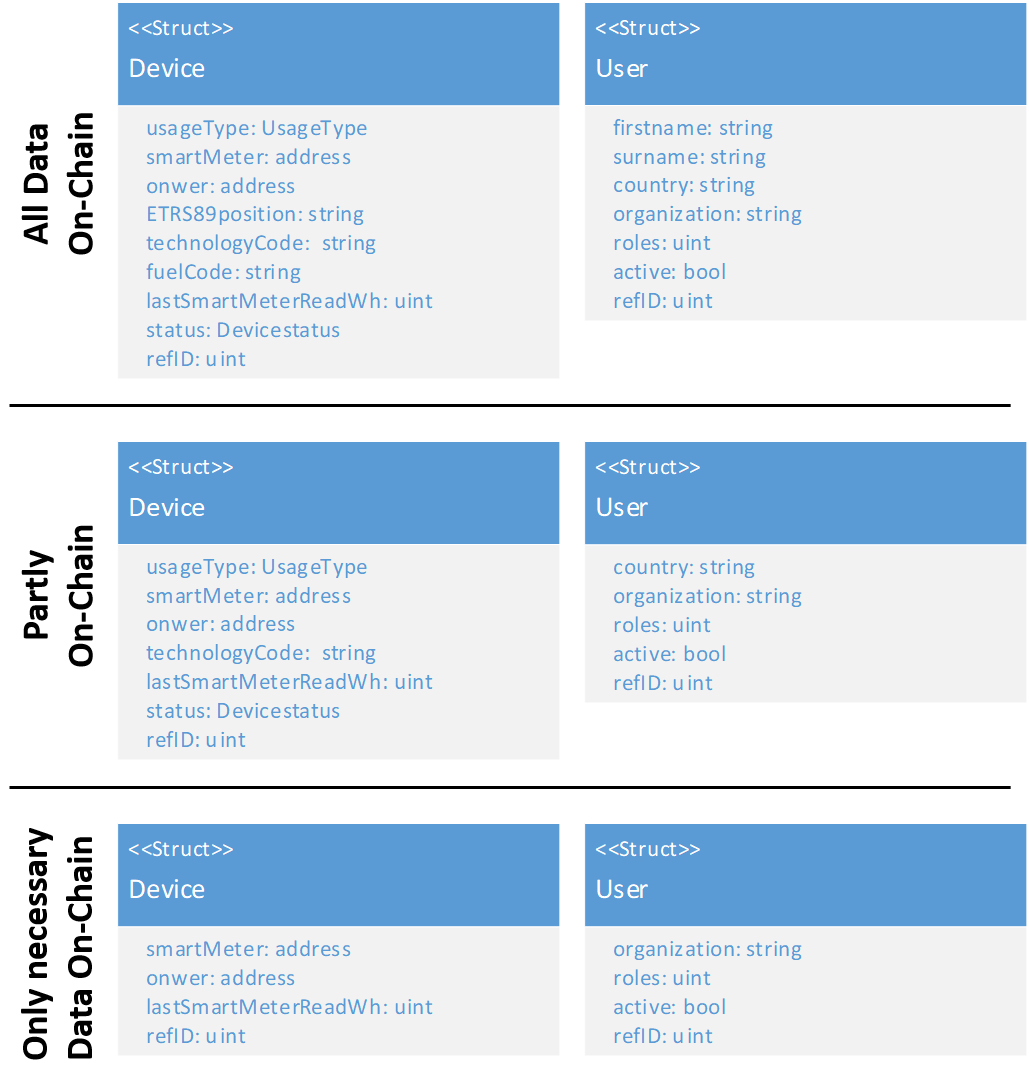 All Data
On-Chain
<<Struct>>
Device
usageType: UsageType
smartMeter: address
onwer: address
ETRS89position: string
technologyCode:  string
fuelCode: string
lastSmartMeterReadWh: uint
status: Devicestatus
refID: uint
<<Struct>>
User
firstname: string
surname: string
country: string
organization: string
roles: uint
active: bool
refID: uint
Partly
On-Chain
<<Struct>>
Device
usageType: UsageType
smartMeter: address
onwer: address
technologyCode:  string
lastSmartMeterReadWh: uint
status: Devicestatus
refID: uint
<<Struct>>
User
country: string
organization: string
roles: uint
active: bool
refID: uint
Only necessary
Data On-Chain
<<Struct>>
Device
smartMeter: address
onwer: address
lastSmartMeterReadWh: uint
refID: uint
<<Struct>>
User
organization: string
roles: uint
active: bool
refID: uint